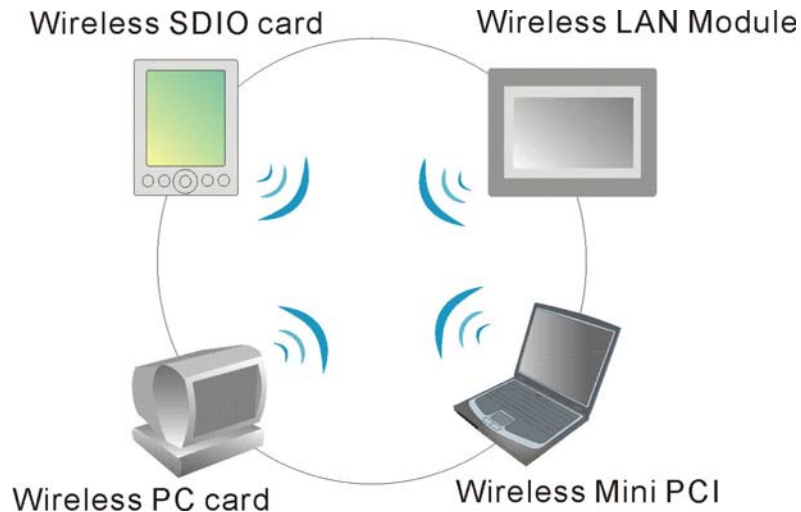 Wireless SDIO card
Wireless LAN Module
Wireless PC card
Wireless Mini PCI